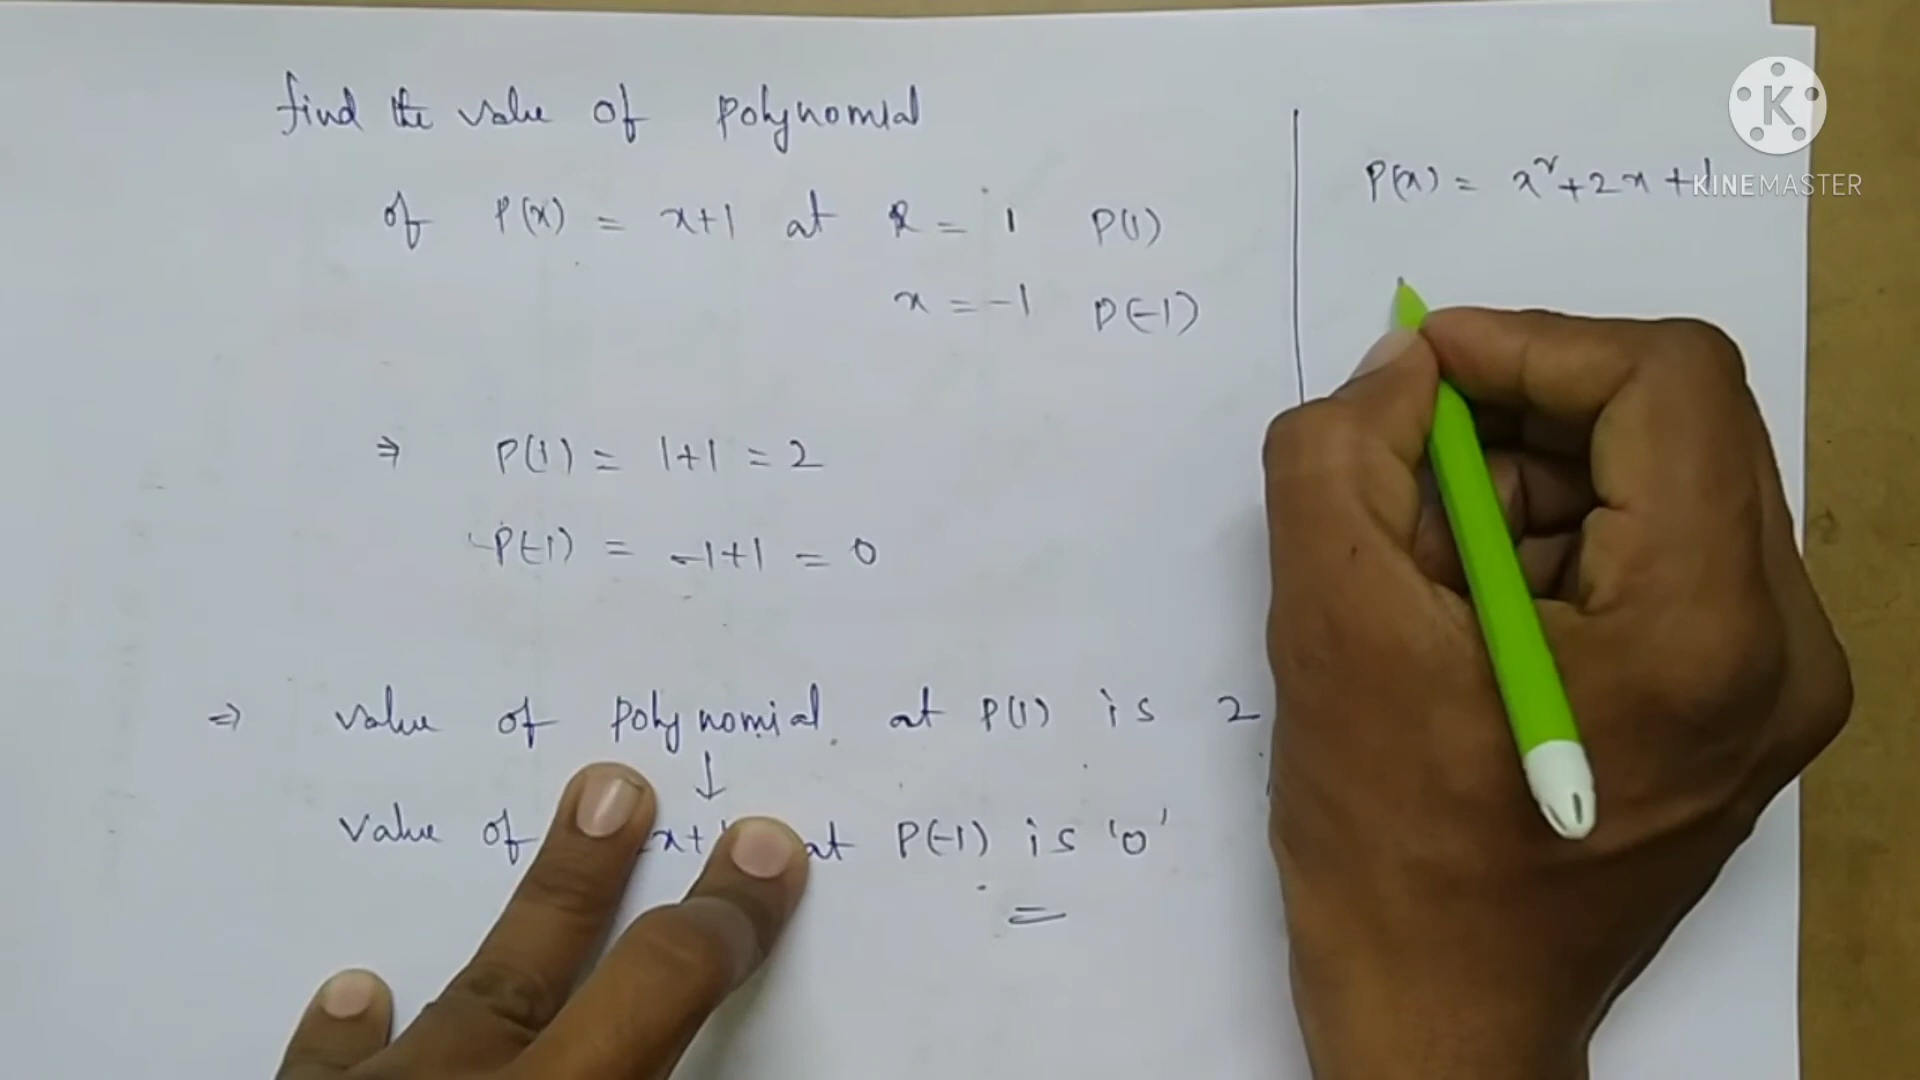 find the value of polynomial
of P(x) = x+1 at x = 1 P(1)
x = -1 P(-1)
⇒ P(1) = 1+1 = 2
P(-1) = -1+1 = 0
⇒ value of polynomial at P(1) is 2
↓
value of x+ at P(-1) is '0'
=
P(x) = x² + 2x +
K
KINEMASTER